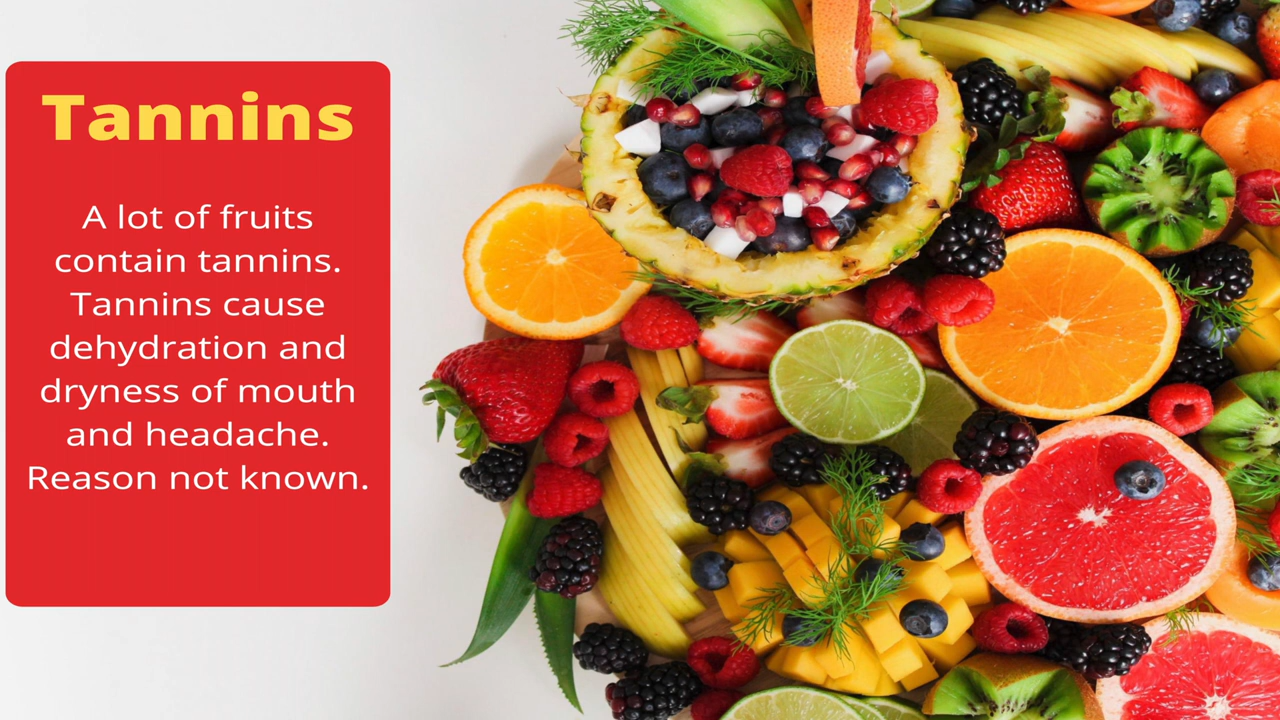 Tannins
A lot of fruits
contain tannins.
Tannins cause
dehydration and
dryness of mouth
and headache.
Reason not known.